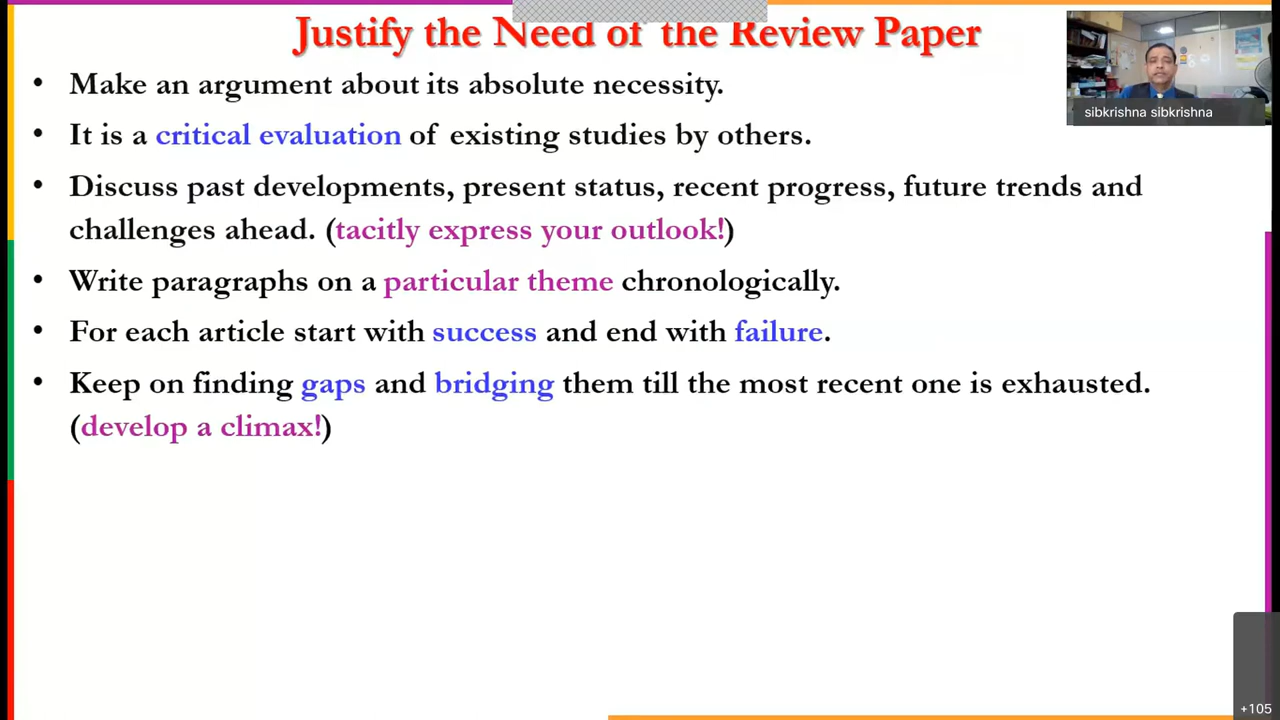 Justify the Need of the Review Paper
• Make an argument about its absolute necessity.
• It is a critical evaluation of existing studies by others.
• Discuss past developments, present status, recent progress, future trends and
challenges ahead. (tacitly express your outlook!)
• Write paragraphs on a particular theme chronologically.
• For each article start with success and end with failure.
• Keep on finding gaps and bridging them till the most recent one is exhausted.
(develop a climax!)
sibkrishna sibkrishna
+105